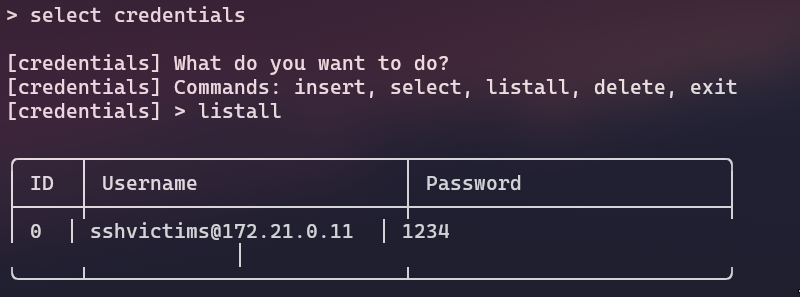 > select credentials
[credentials] What do you want to do?
[credentials] Commands: insert, select, listall, delete, exit
[credentials] > listall
ID Username Password
0 sshvictims@172.21.0.11 1234